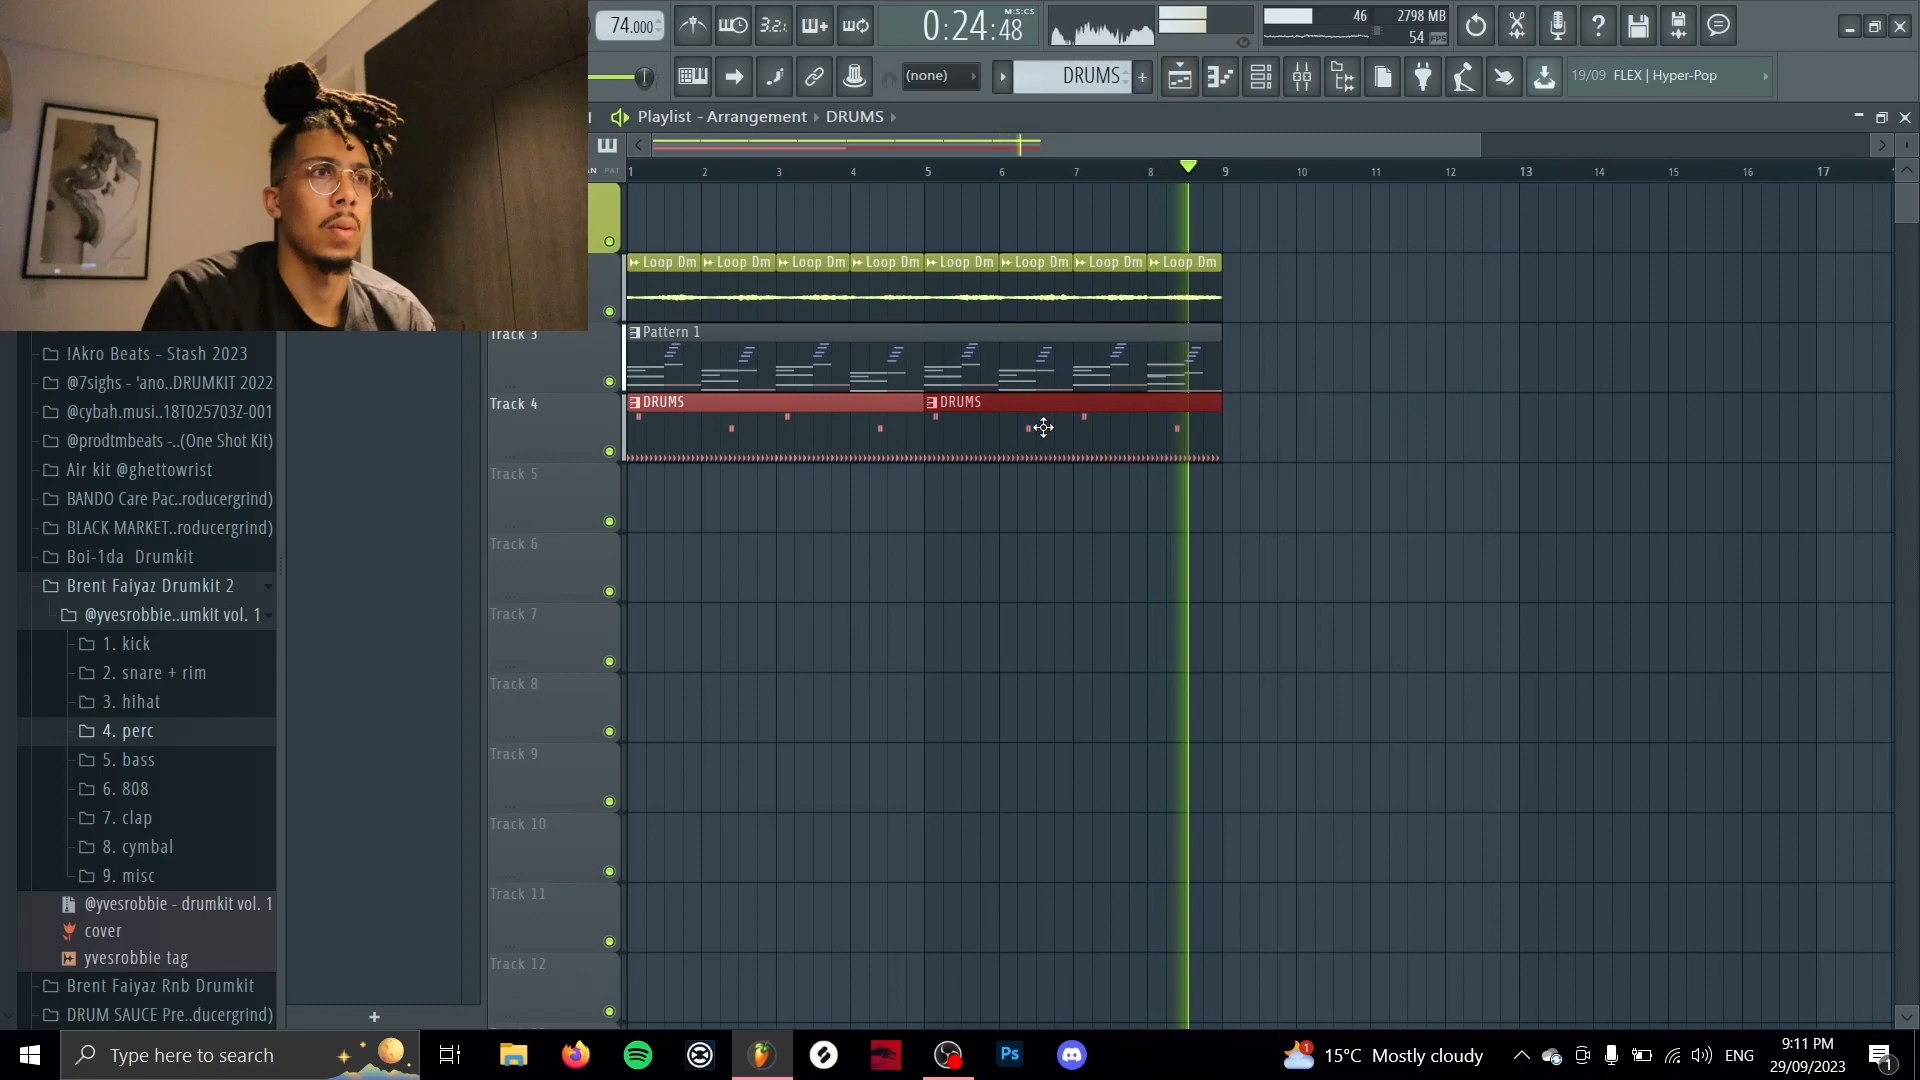 74.000
3.2.
0:24:48
M:S:CS
46
2798 MB
54
(none)
DRUMS
19/09 FLEX | Hyper-Pop
Playlist - Arrangement
DRUMS
1 2 3 4 5 6 7 8 9 10 11 12 13 14 15 16 17
Loop Dm
Loop Dm
Loop Dm
Loop Dm
Loop Dm
Loop Dm
Loop Dm
Loop Dm
Track 3
Pattern 1
Track 4
DRUMS
DRUMS
Track 5
Track 6
Track 7
Track 8
Track 9
Track 10
Track 11
Track 12
!Akro Beats - Stash 2023
@7sighs - 'ano..DRUMKIT 2022
@cybah.musi..18T025703Z-001
@prodtmbeats -..(One Shot Kit)
Air kit @ghettowrist
BANDO Care Pac..roducergrind)
BLACK MARKET..roducergrind)
Boi-1da Drumkit
Brent Faiyaz Drumkit 2
@yvesrobbie..umkit vol. 1
1. kick
2. snare + rim
3. hihat
4. perc
5. bass
6. 808
7. clap
8. cymbal
9. misc
@yvesrobbie - drumkit vol. 1
cover
yvesrobbie tag
Brent Faiyaz Rnb Drumkit
DRUM SAUCE Pre..ducergrind)
Type here to search
Ps
1
15°C Mostly cloudy
ENG
9:11 PM
29/09/2023
1